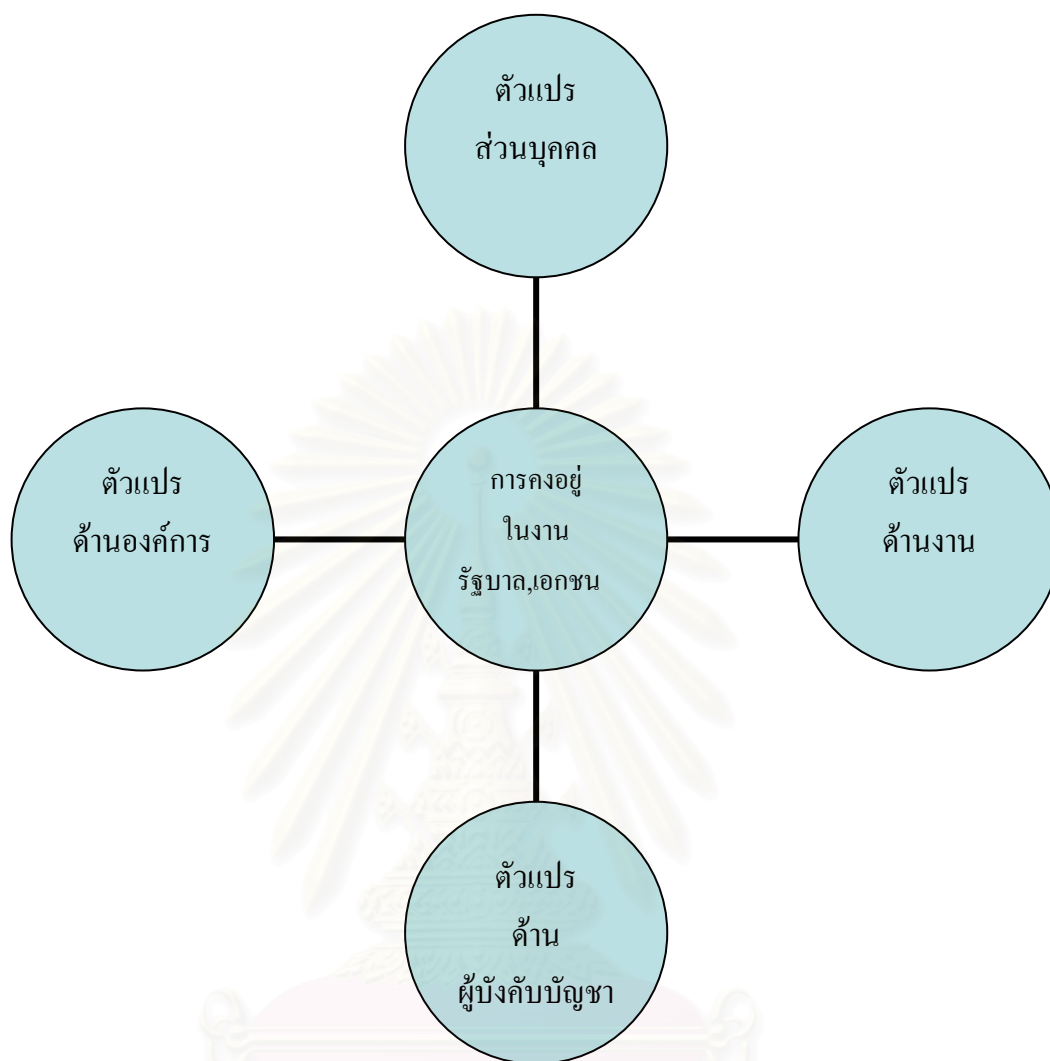 ตัวแปร
ส่วนบุคคล
ตัวแปร
ด้านองค์การ
การคงอยู่
ในงาน
รัฐบาล,เอกชน
ตัวแปร
ด้านงาน
ตัวแปร
ด้าน
ผู้บังคับบัญชา